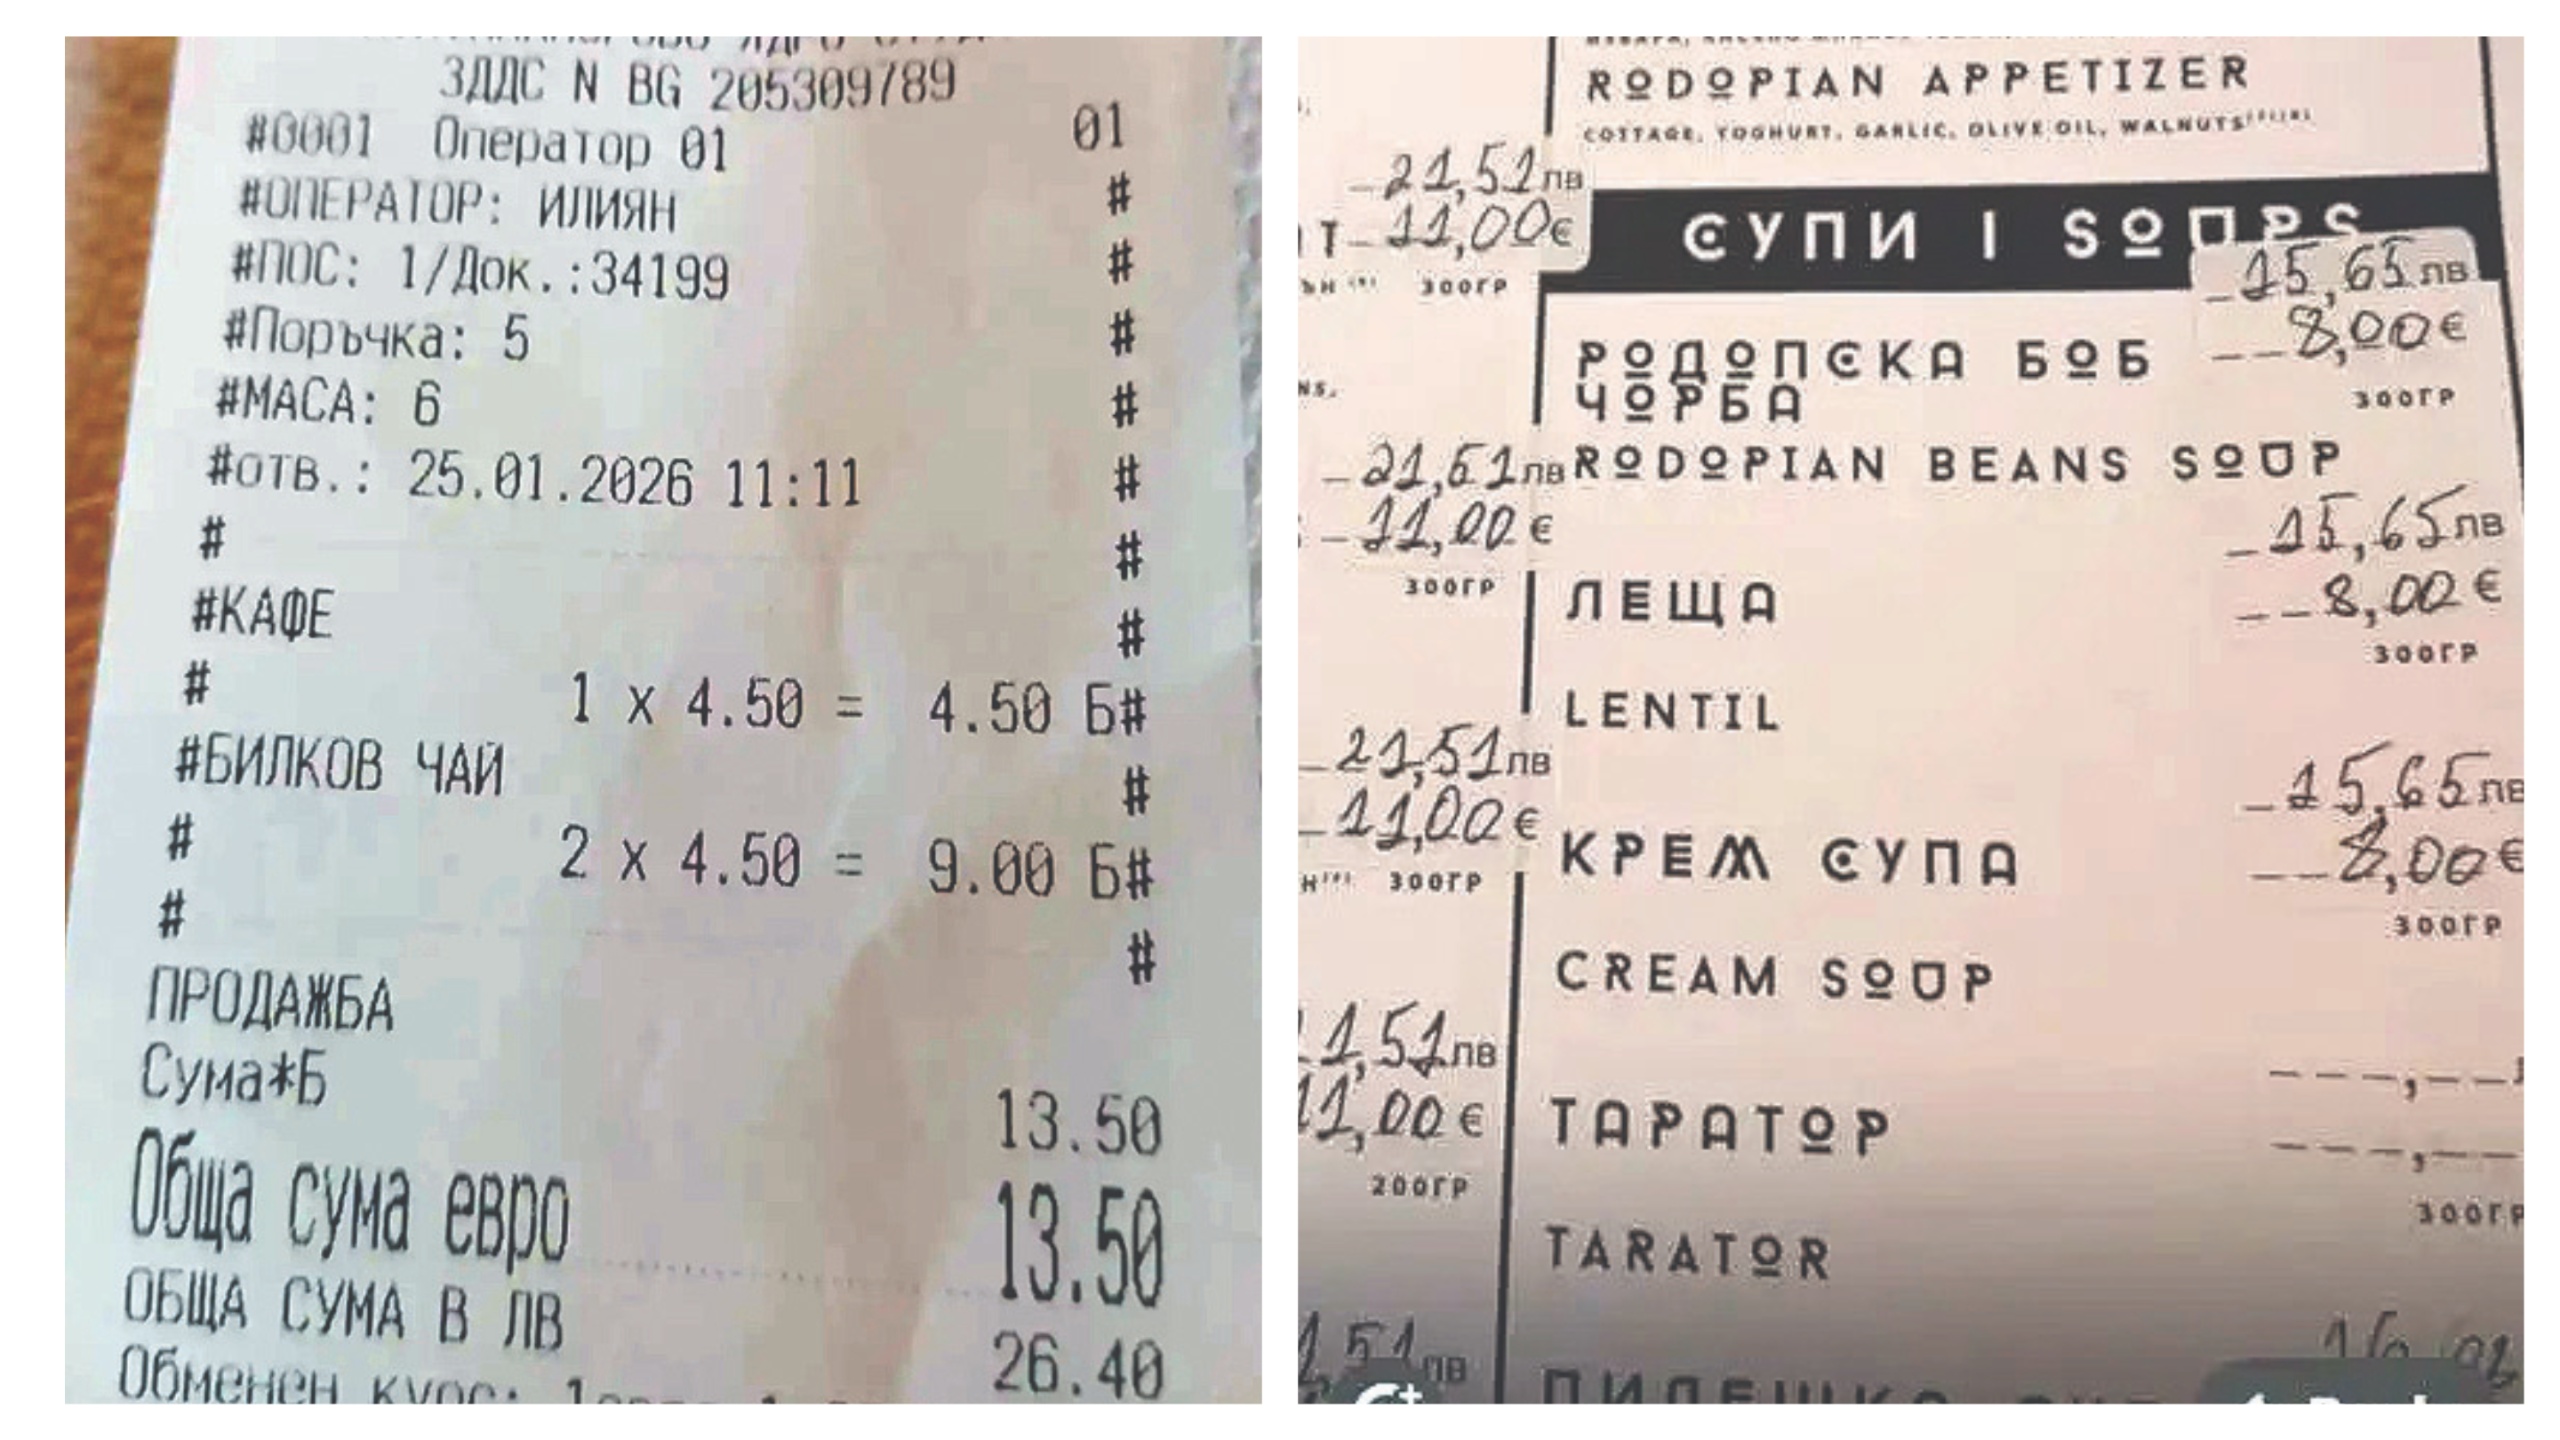 ЗДДС N BG 205309789
#0001 Оператор 01 01
#ОПЕРАТОР: ИЛИЯН #
#ПОС: 1/Док.:34199 #
#Поръчка: 5 #
#МАСА: 6 #
#отв.: 25.01.2026 11:11 #
# #
#КАФЕ #
# 1 x 4.50 = 4.50 Б#
#БИЛКОВ ЧАЙ #
# 2 x 4.50 = 9.00 Б#
# #
ПРОДАЖБА
Сума*Б 13.50
Обща сума евро 13.50
ОБЩА СУМА В ЛВ 26.40
Обменен курс:
RODOPIAN APPETIZER
COTTAGE, YOGHURT, GARLIC, OLIVE OIL, WALNUTS
21,51лв
11,00€
300ГР
21,61лв
11,00€
300ГР
21,51лв
11,00€
300ГР
1,51лв
11,00€
200ГР
51лв
СУПИ | SOUPS
15,65лв
РОДОПСКА БОБ 8,00€
ЧОРБА 300ГР
RODOPIAN BEANS SOUP
15,65лв
ЛЕЩА 8,00€
300ГР
LENTIL
15,65лв
КРЕМ СУПА 8,00€
300ГР
CREAM SOUP
ТАРАТОР
300ГР
TARATOR